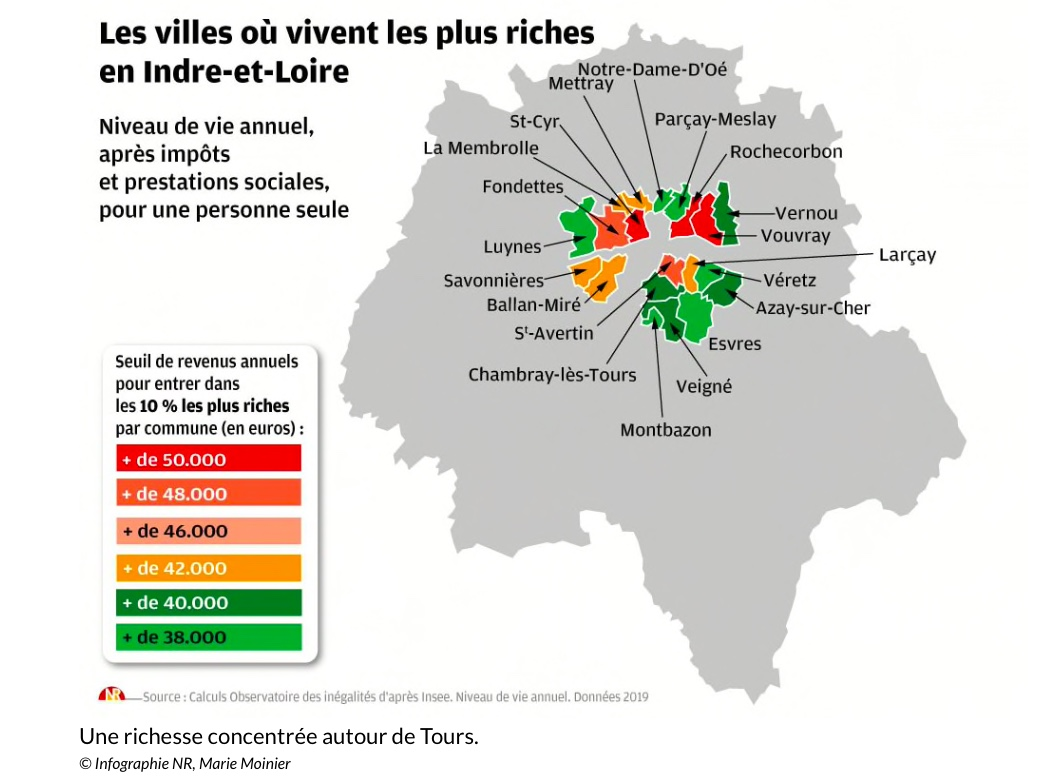 Les villes où vivent les plus riches
en Indre-et-Loire
Niveau de vie annuel,
après impôts
et prestations sociales,
pour une personne seule
Notre-Dame-D'Oé
Mettray
St-Cyr
Parçay-Meslay
La Membrolle
Rochecorbon
Fondettes
Vernou
Vouvray
Luynes
Larçay
Savonnières
Véretz
Ballan-Miré
Azay-sur-Cher
St-Avertin
Esvres
Chambray-lès-Tours
Veigné
Montbazon
Seuil de revenus annuels
pour entrer dans
les 10 % les plus riches
par commune (en euros) :
+ de 50.000
+ de 48.000
+ de 46.000
+ de 42.000
+ de 40.000
+ de 38.000
NR
Source : Calculs Observatoire des inégalités d'après Insee. Niveau de vie annuel. Données 2019
Une richesse concentrée autour de Tours.
© Infographie NR, Marie Moinier